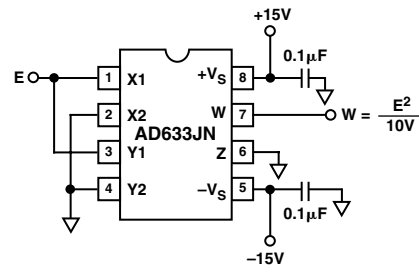 +15V
0.1µF
E
1 X1 +VS 8
2 X2 W 7
W = E2
10V
AD633JN
3 Y1 Z 6
4 Y2 –VS 5
0.1µF
–15V